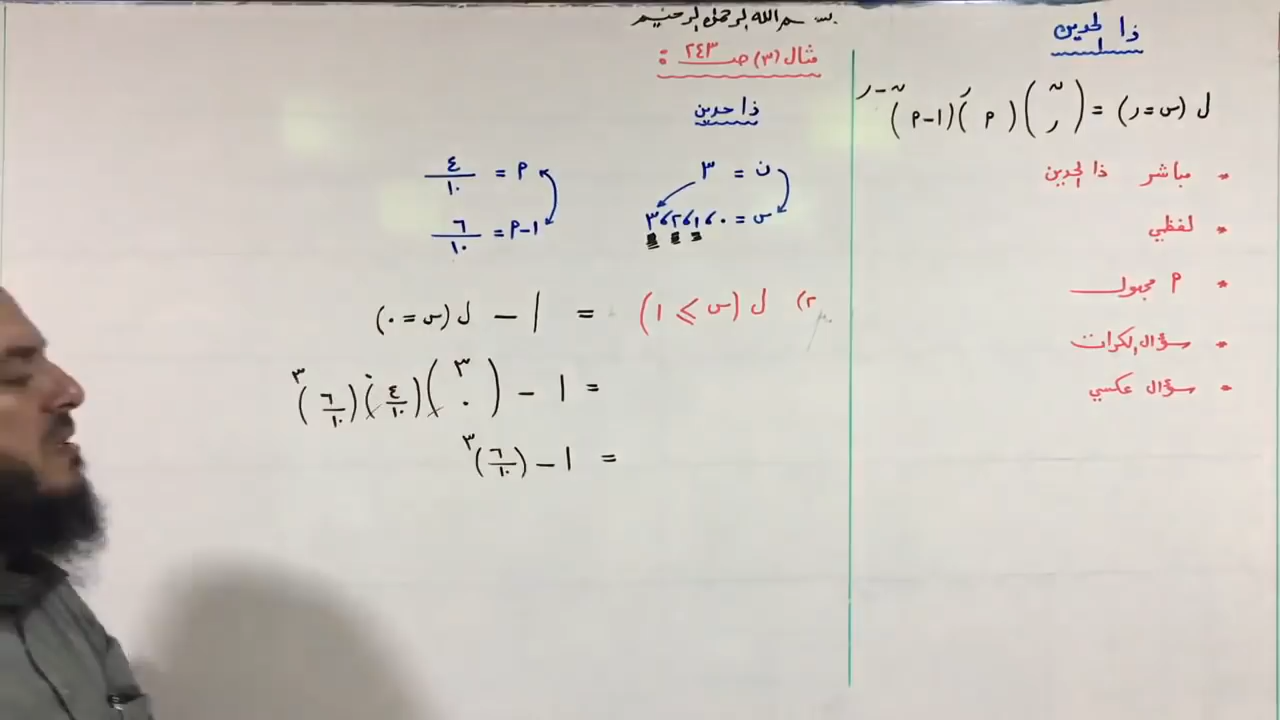 ذا الحدين
ل (س = ر) = (ن ر) (م)^ر (١ - م)^(ن - ر)
* مباشر ذا الحدين
* لفظي
* م مجهول
* سؤال الكرات
* سؤال عكسي
بسم الله الرحمن الرحيم
مثال (٣) صـ ٢٤٣ :
ذا حدين
ن = ٣
س = ٠، ١، ٢، ٣
م = ٤/١٠
١ - م = ٦/١٠
٢) ل (س ⩾ ١) = ١ - ل (س = ٠)
= ١ - (٣ ٠) (٤/١٠)^٠ (٦/١٠)^٣
= ١ - (٦/١٠)^٣